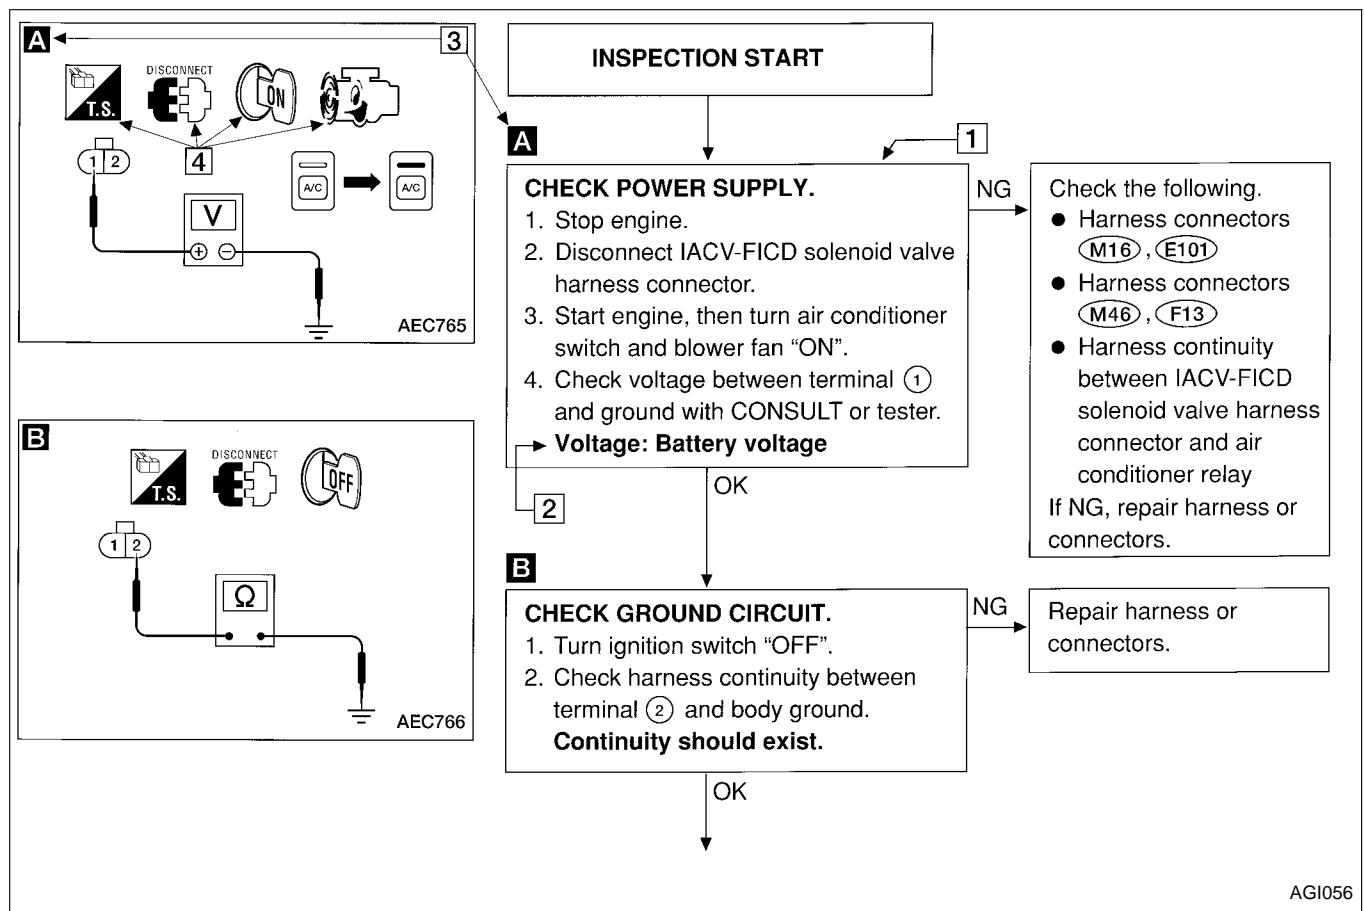 A
3
DISCONNECT
T.S.
ON
1 2
4
A/C
A/C
V
+ −
AEC765
B
DISCONNECT
T.S.
OFF
1 2
Ω
AEC766
INSPECTION START
A
1
CHECK POWER SUPPLY.
1. Stop engine.
2. Disconnect IACV-FICD solenoid valve
harness connector.
3. Start engine, then turn air conditioner
switch and blower fan “ON”.
4. Check voltage between terminal ①
and ground with CONSULT or tester.
Voltage: Battery voltage
2
NG
Check the following.
● Harness connectors
M16, E101
● Harness connectors
M46, F13
● Harness continuity
between IACV-FICD
solenoid valve harness
connector and air
conditioner relay
If NG, repair harness or
connectors.
OK
B
CHECK GROUND CIRCUIT.
1. Turn ignition switch “OFF”.
2. Check harness continuity between
terminal ② and body ground.
Continuity should exist.
NG
Repair harness or
connectors.
OK
AGI056